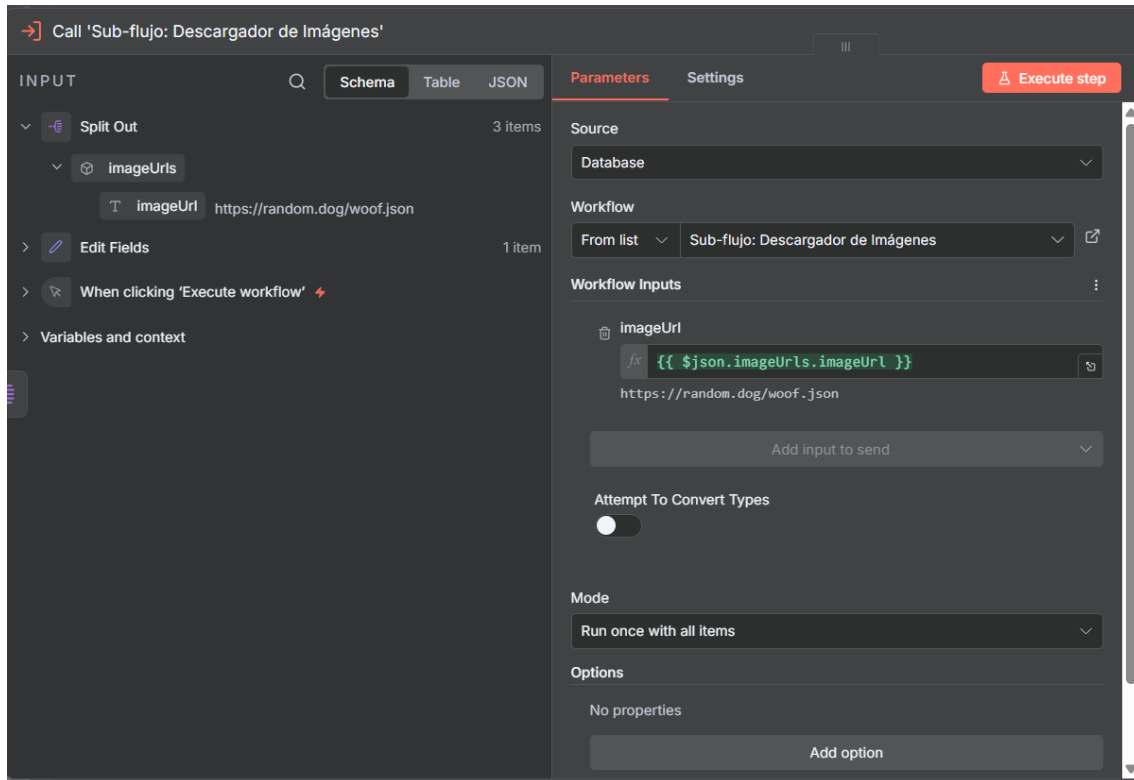 Call 'Sub-flujo: Descargador de Imágenes'
INPUT
Schema Table JSON
Split Out 3 items
imageUrls
T imageUrl https://random.dog/woof.json
Edit Fields 1 item
When clicking ‘Execute workflow’
Variables and context
Parameters Settings Execute step
Source
Database
Workflow
From list Sub-flujo: Descargador de Imágenes
Workflow Inputs
imageUrl
fx {{ $json.imageUrls.imageUrl }}
https://random.dog/woof.json
Add input to send
Attempt To Convert Types
Mode
Run once with all items
Options
No properties
Add option